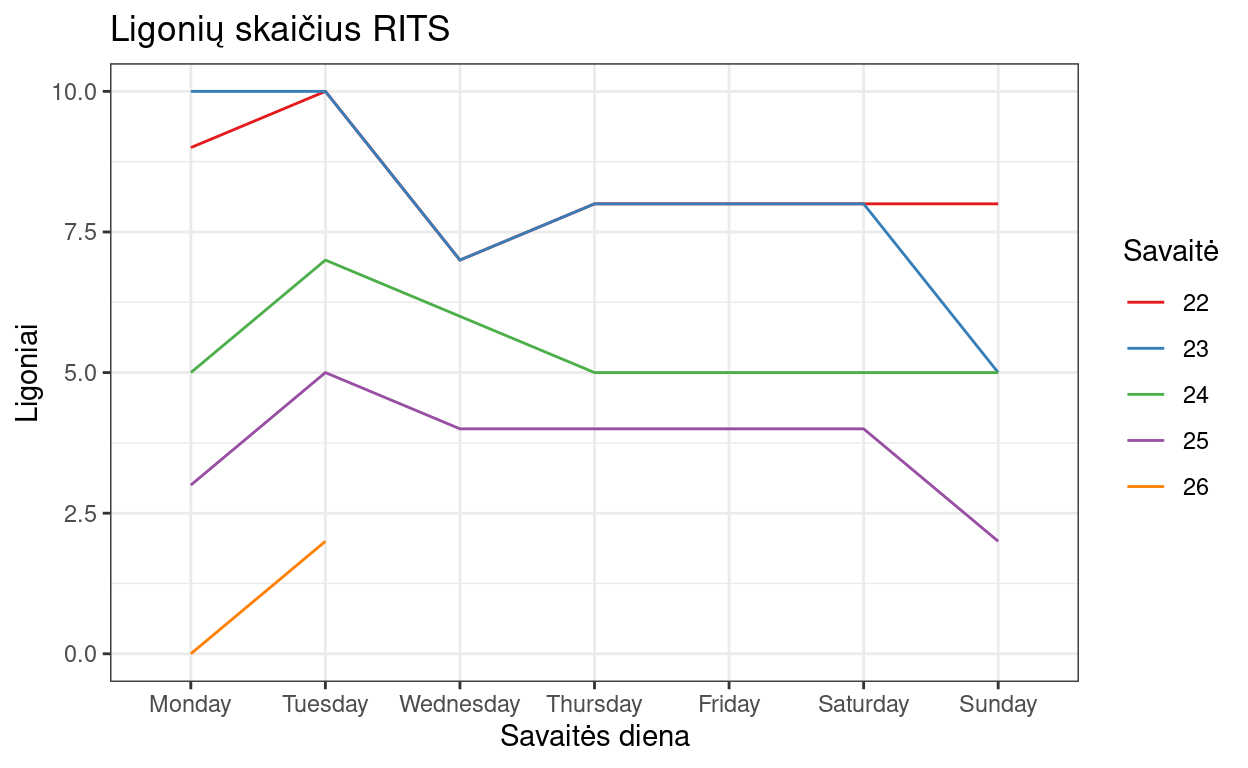 Ligonių skaičius RITS
10.0
7.5
5.0
2.5
0.0
Ligoniai
Monday Tuesday Wednesday Thursday Friday Saturday Sunday
Savaitės diena
Savaitė
22
23
24
25
26